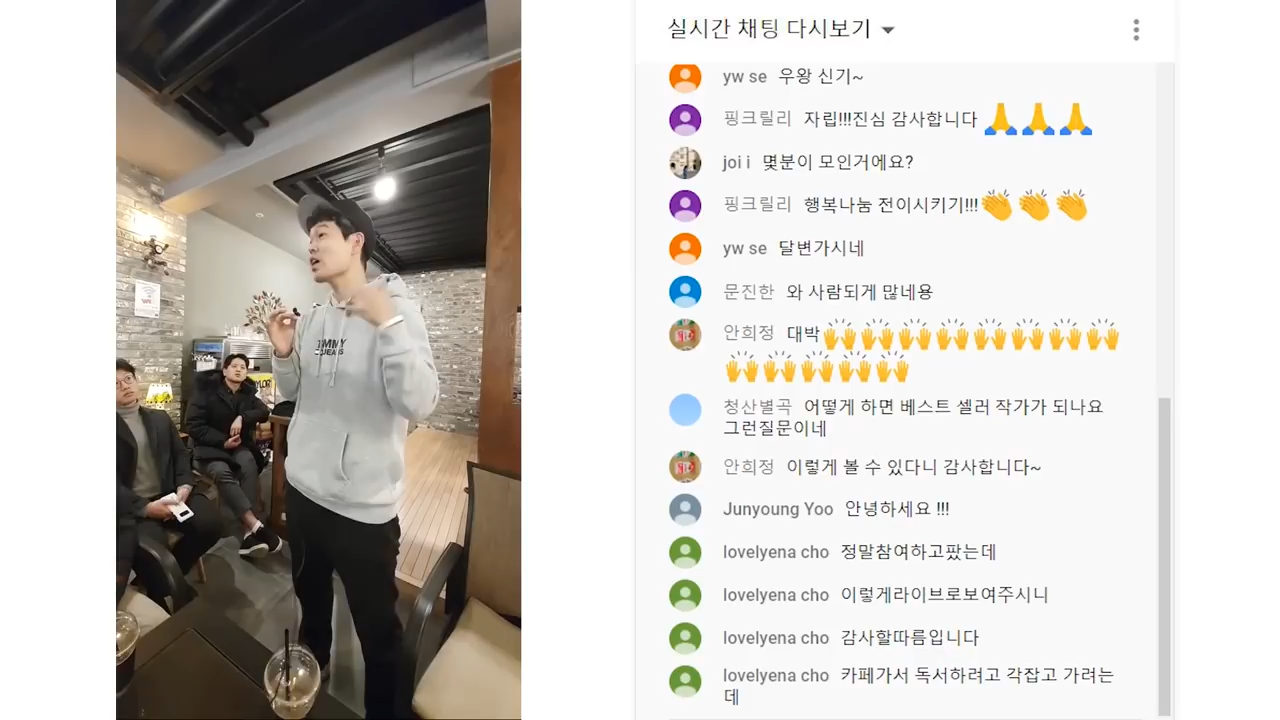 실시간 채팅 다시보기
yw se 우왕 신기~
핑크릴리 자립!!!진심 감사합니다 🙏🙏🙏
joi i 몇분이 모인거에요?
핑크릴리 행복나눔 전이시키기!!! 👏👏👏
yw se 달변가시네
문진한 와 사람되게 많네용
안희정 대박🙌🙌🙌🙌🙌🙌🙌🙌
🙌🙌🙌🙌🙌
청산별곡 어떻게 하면 베스트 셀러 작가가 되나요
그런질문이네
안희정 이렇게 볼 수 있다니 감사합니다~
Junyoung Yoo 안녕하세요 !!!
lovelyena cho 정말참여하고팠는데
lovelyena cho 이렇게라이브로보여주시니
lovelyena cho 감사할따름입니다
lovelyena cho 카페가서 독서하려고 각잡고 가려는
데
TOMMY
JEANS